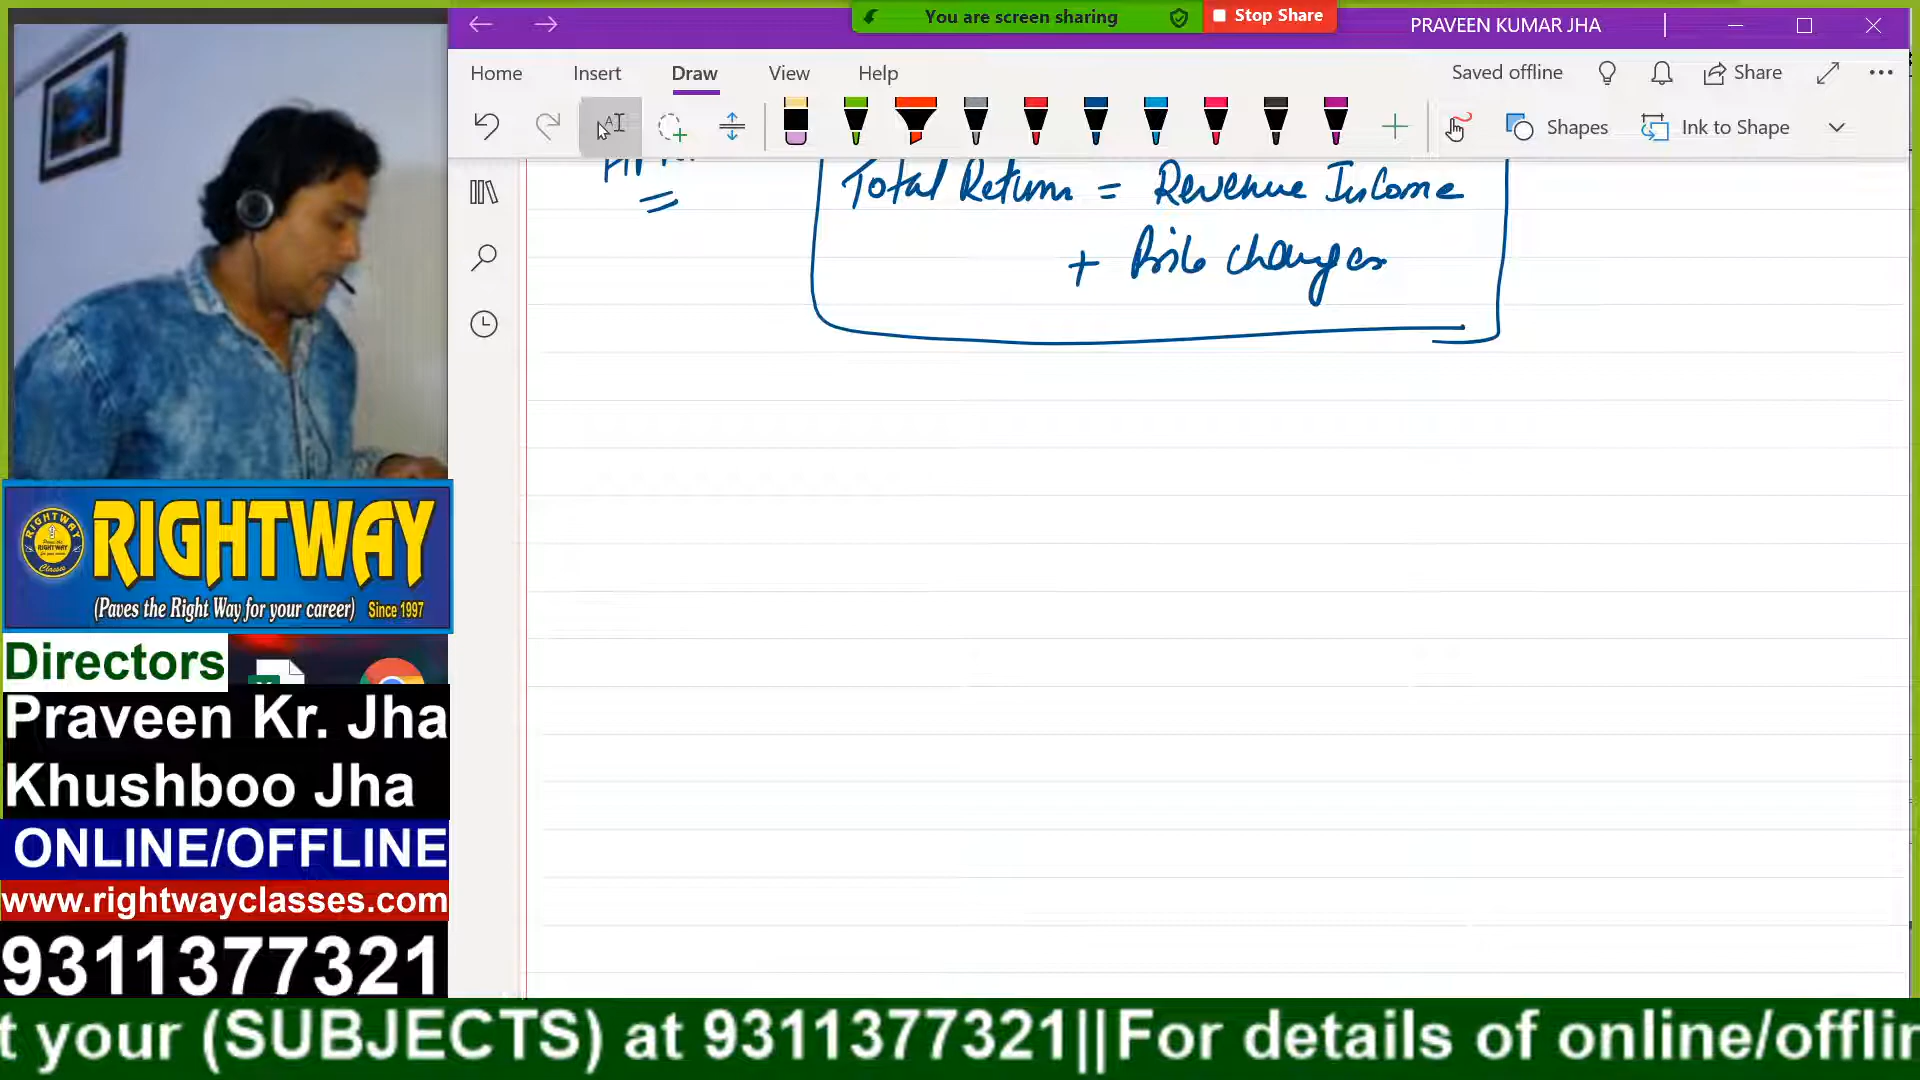 You are screen sharing
Stop Share
PRAVEEN KUMAR JHA
Home Insert Draw View Help
Saved offline
Share
Shapes
Ink to Shape
Total Return = Revenue Income
+ changes
RIGHTWAY
(Paves the Right Way for your career) Since 1997
Directors
Praveen Kr. Jha
Khushboo Jha
ONLINE/OFFLINE
www.rightwayclasses.com
9311377321
t your (SUBJECTS) at 9311377321||For details of online/offlin